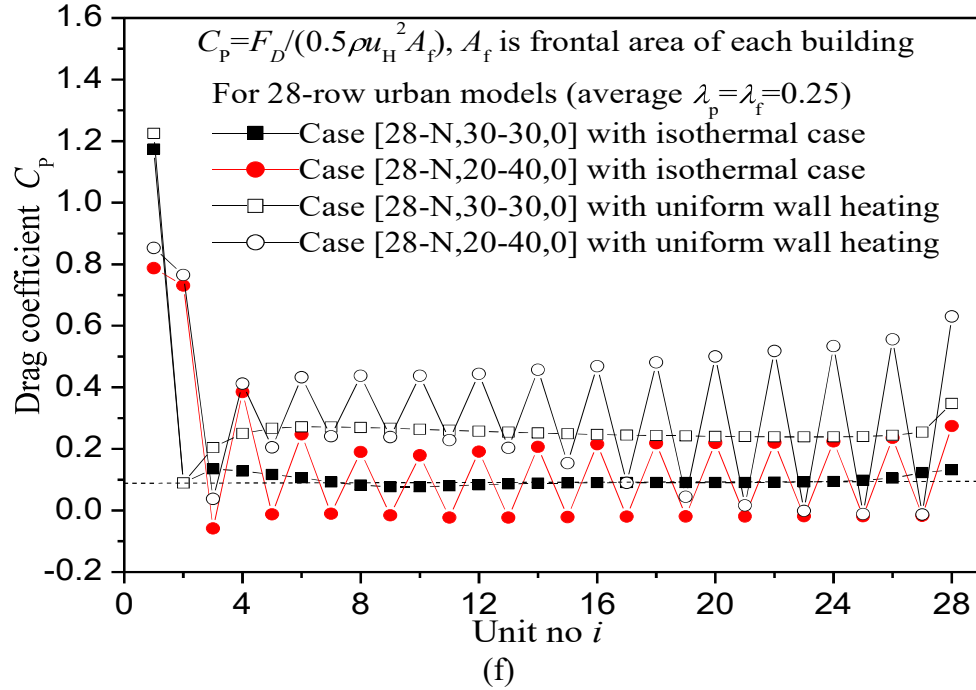 C_P=F_D/(0.5ρu_H²A_f), A_f is frontal area of each building
For 28-row urban models (average λ_p=λ_f=0.25)
Case [28-N,30-30,0] with isothermal case
Case [28-N,20-40,0] with isothermal case
Case [28-N,30-30,0] with uniform wall heating
Case [28-N,20-40,0] with uniform wall heating
Drag coefficient C_P
1.6
1.4
1.2
1.0
0.8
0.6
0.4
0.2
0.0
-0.2
0 4 8 12 16 20 24 28
Unit no i
(f)